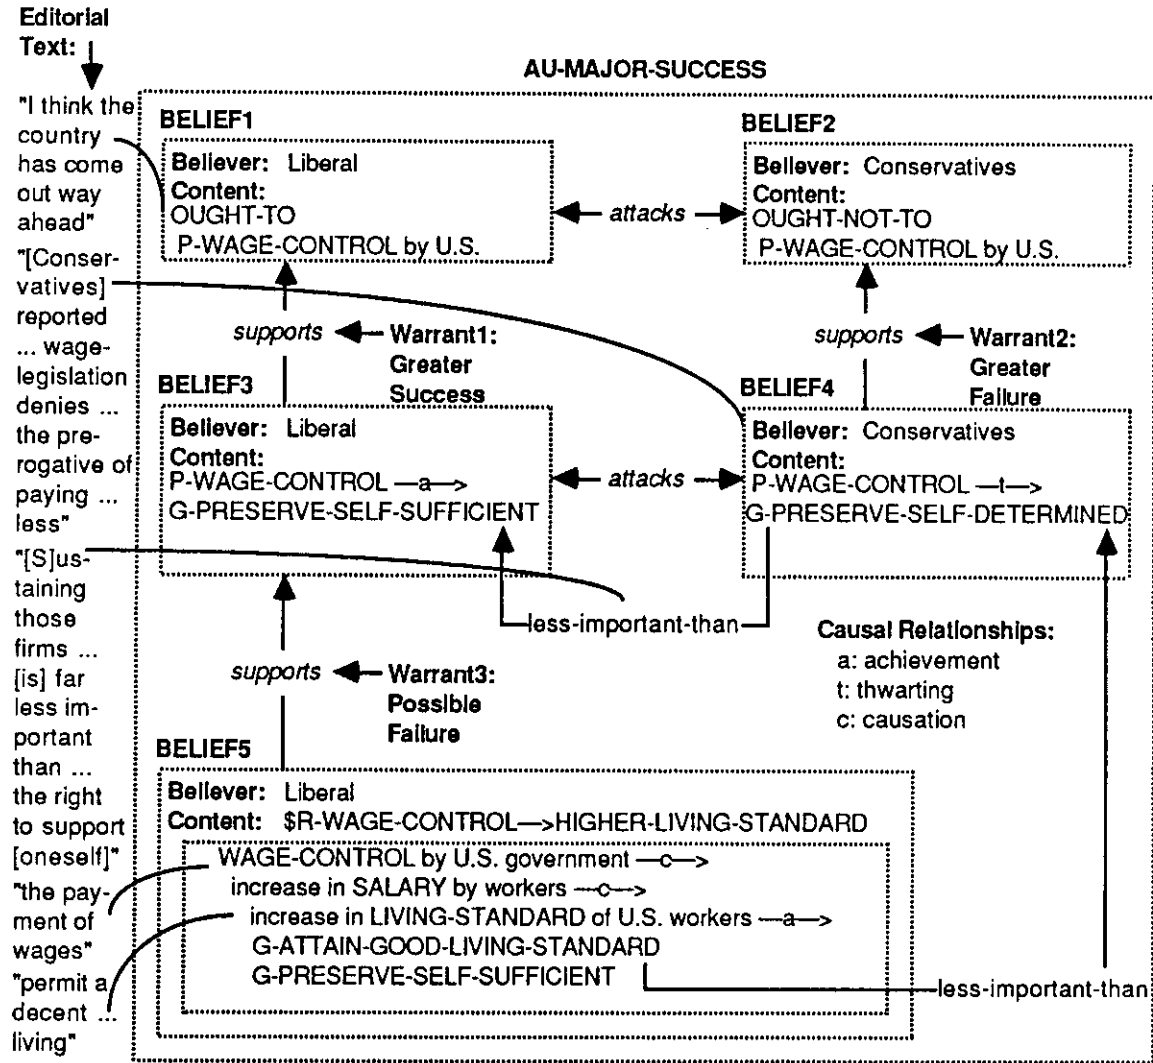 Editorial
Text:
"I think the
country
has come
out way
ahead"
"[Conser-
vatives]
reported
... wage-
legislation
denies ...
the pre-
rogative of
paying ...
less"
"[S]us-
taining
those
firms ...
[is] far
less im-
portant
than ...
the right
to support
[oneself]"
"the pay-
ment of
wages"
"permit a
decent ...
living"
AU-MAJOR-SUCCESS
BELIEF1
Believer: Liberal
Content:
OUGHT-TO
P-WAGE-CONTROL by U.S.
attacks
BELIEF2
Believer: Conservatives
Content:
OUGHT-NOT-TO
P-WAGE-CONTROL by U.S.
supports
Warrant1:
Greater
Success
supports
Warrant2:
Greater
Failure
BELIEF3
Believer: Liberal
Content:
P-WAGE-CONTROL —a—>
G-PRESERVE-SELF-SUFFICIENT
attacks
BELIEF4
Believer: Conservatives
Content:
P-WAGE-CONTROL —t—>
G-PRESERVE-SELF-DETERMINED
less-important-than
supports
Warrant3:
Possible
Failure
Causal Relationships:
a: achievement
t: thwarting
c: causation
BELIEF5
Believer: Liberal
Content: $R-WAGE-CONTROL—>HIGHER-LIVING-STANDARD
WAGE-CONTROL by U.S. government —c—>
increase in SALARY by workers —c—>
increase in LIVING-STANDARD of U.S. workers —a—>
G-ATTAIN-GOOD-LIVING-STANDARD
G-PRESERVE-SELF-SUFFICIENT
less-important-than